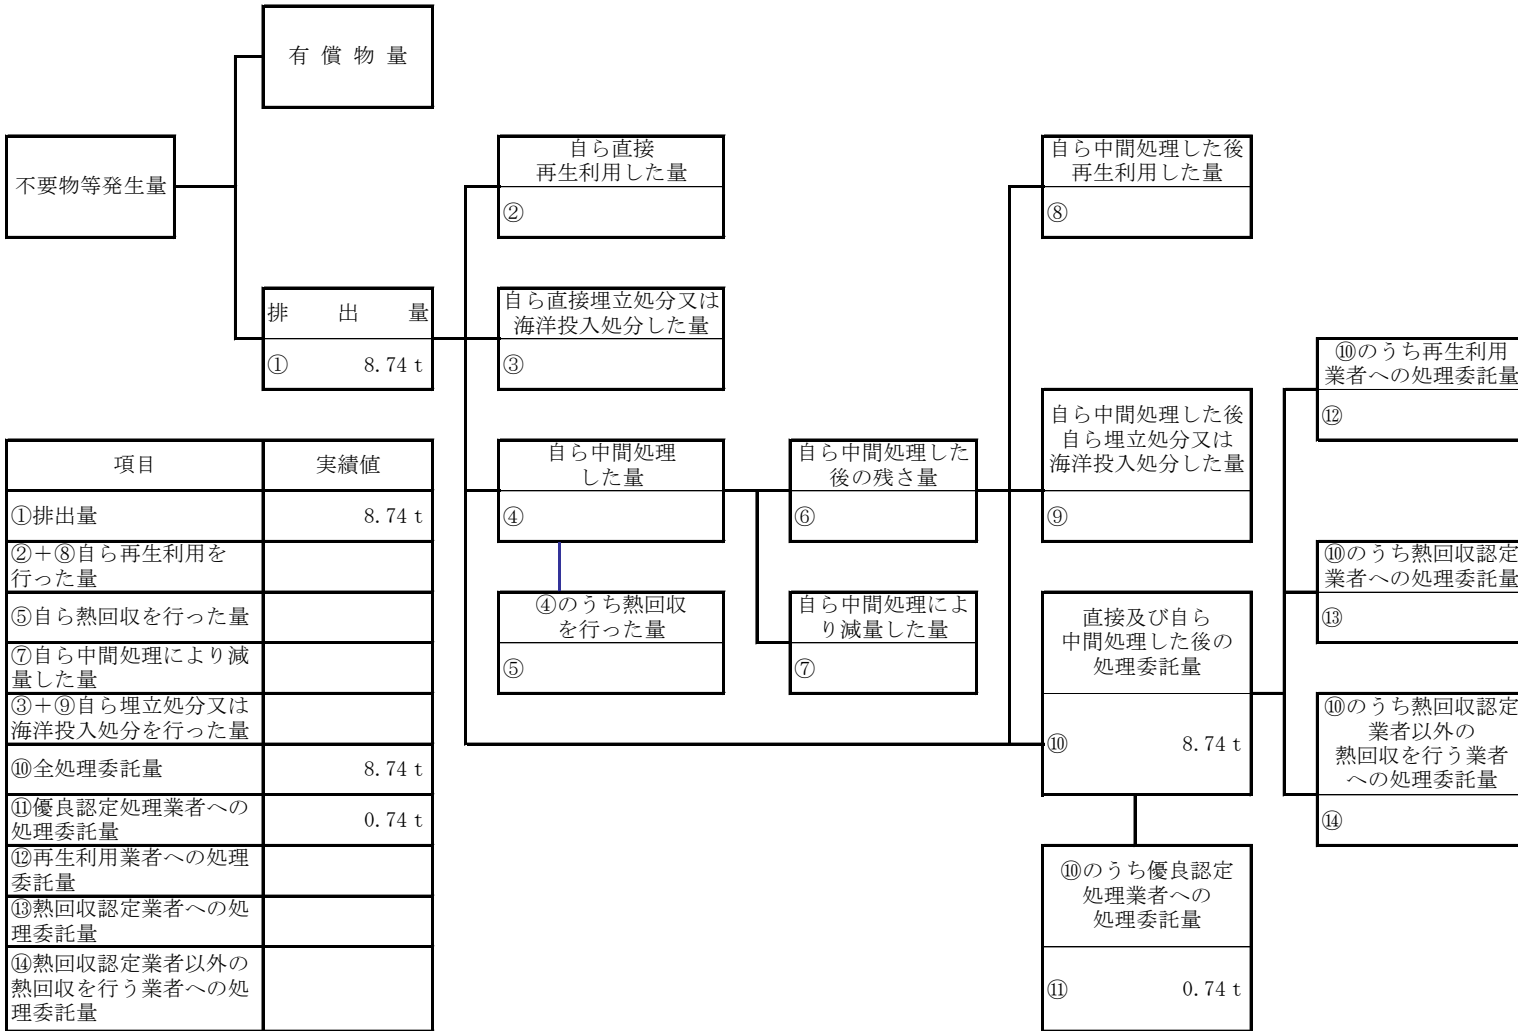 有償物量
不要物等発生量
排出量
① 8.74 t
自ら直接
再生利用した量
②
自ら直接埋立処分又は
海洋投入処分した量
③
自ら中間処理
した量
④
④のうち熱回収
を行った量
⑤
自ら中間処理した
後の残さ量
⑥
自ら中間処理によ
り減量した量
⑦
自ら中間処理した後
再生利用した量
⑧
自ら中間処理した後
自ら埋立処分又は
海洋投入処分した量
⑨
直接及び自ら
中間処理した後の
処理委託量
⑩ 8.74 t
⑩のうち優良認定
処理業者への
処理委託量
⑪ 0.74 t
⑩のうち再生利用
業者への処理委託量
⑫
⑩のうち熱回収認定
業者への処理委託量
⑬
⑩のうち熱回収認定
業者以外の
熱回収を行う業者
への処理委託量
⑭
項目 実績値
①排出量 8.74 t
②+⑧自ら再生利用を
行った量
⑤自ら熱回収を行った量
⑦自ら中間処理により減
量した量
③+⑨自ら埋立処分又は
海洋投入処分を行った量
⑩全処理委託量 8.74 t
⑪優良認定処理業者への
処理委託量 0.74 t
⑫再生利用業者への処理
委託量
⑬熱回収認定業者への処
理委託量
⑭熱回収認定業者以外の
熱回収を行う業者への処
理委託量